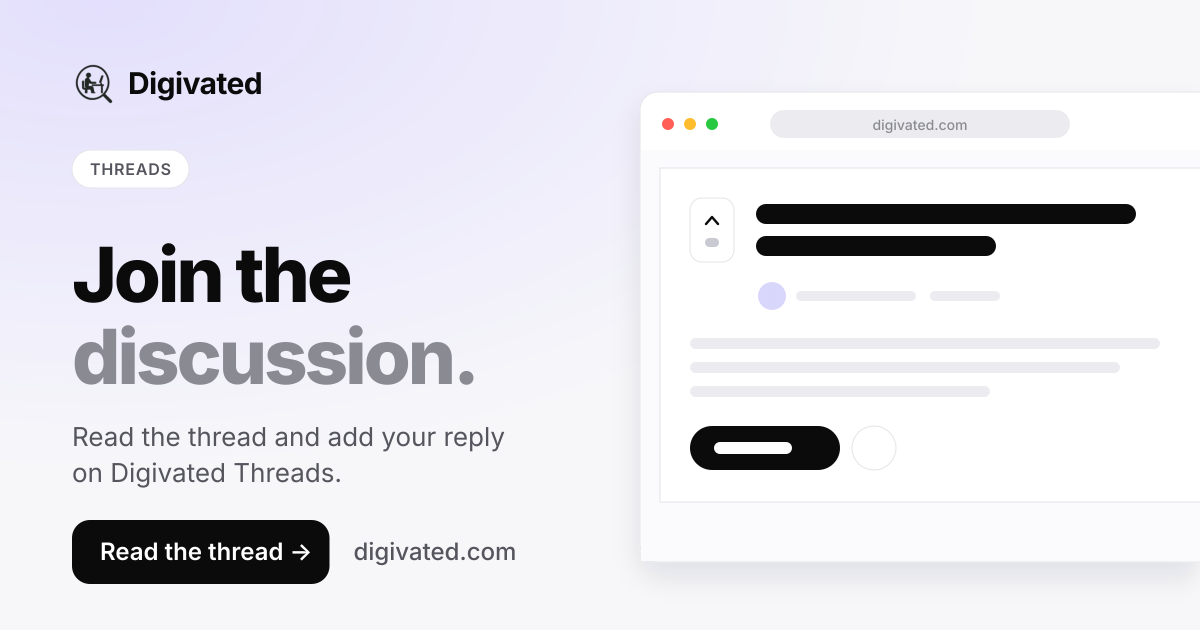 Digivated
THREADS
Join the
discussion.
Read the thread and add your reply
on Digivated Threads.
Read the thread →
digivated.com
digivated.com